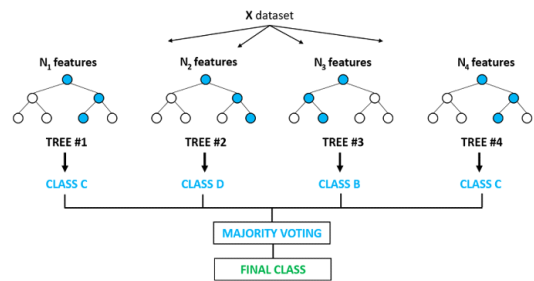 X dataset
N1 features
N2 features
N3 features
N4 features
TREE #1
TREE #2
TREE #3
TREE #4
CLASS C
CLASS D
CLASS B
CLASS C
MAJORITY VOTING
FINAL CLASS